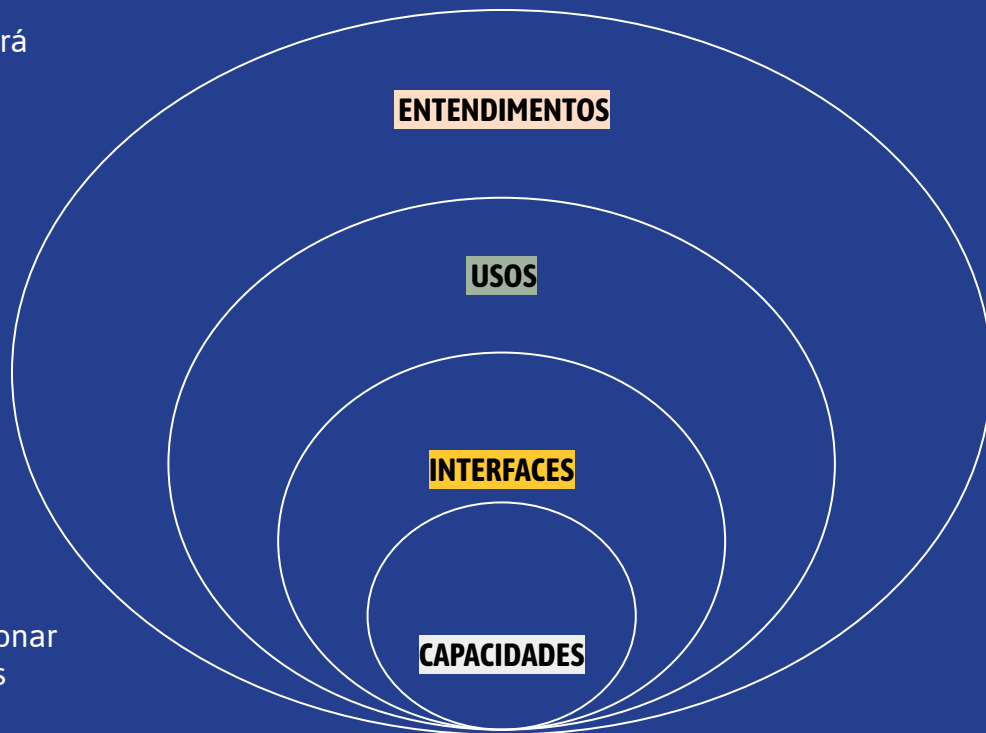 rá
ENTENDIMENTOS
USOS
INTERFACES
onar
CAPACIDADES
s